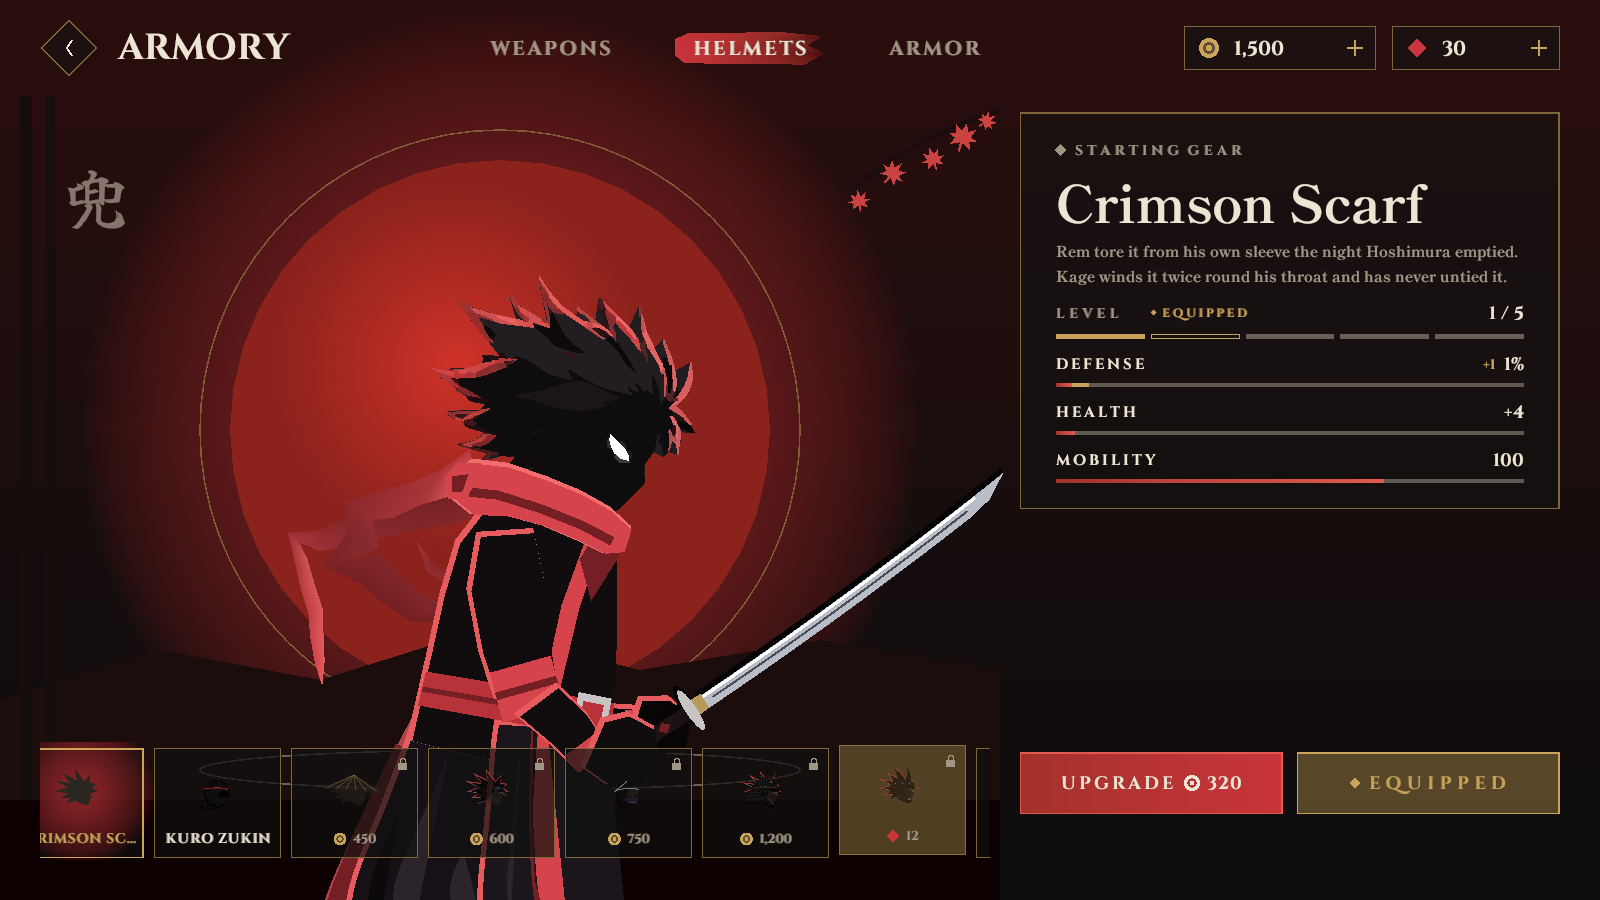 ARMORY
WEAPONS
HELMETS
ARMOR
1,500
30
兜
STARTING GEAR
Crimson Scarf
Rem tore it from his own sleeve the night Hoshimura emptied.
Kage winds it twice round his throat and has never untied it.
LEVEL EQUIPPED 1 / 5
DEFENSE +1 1%
HEALTH +4
MOBILITY 100
RIMSON SC...
KURO ZUKIN
450
600
750
1,200
12
UPGRADE 320
EQUIPPED